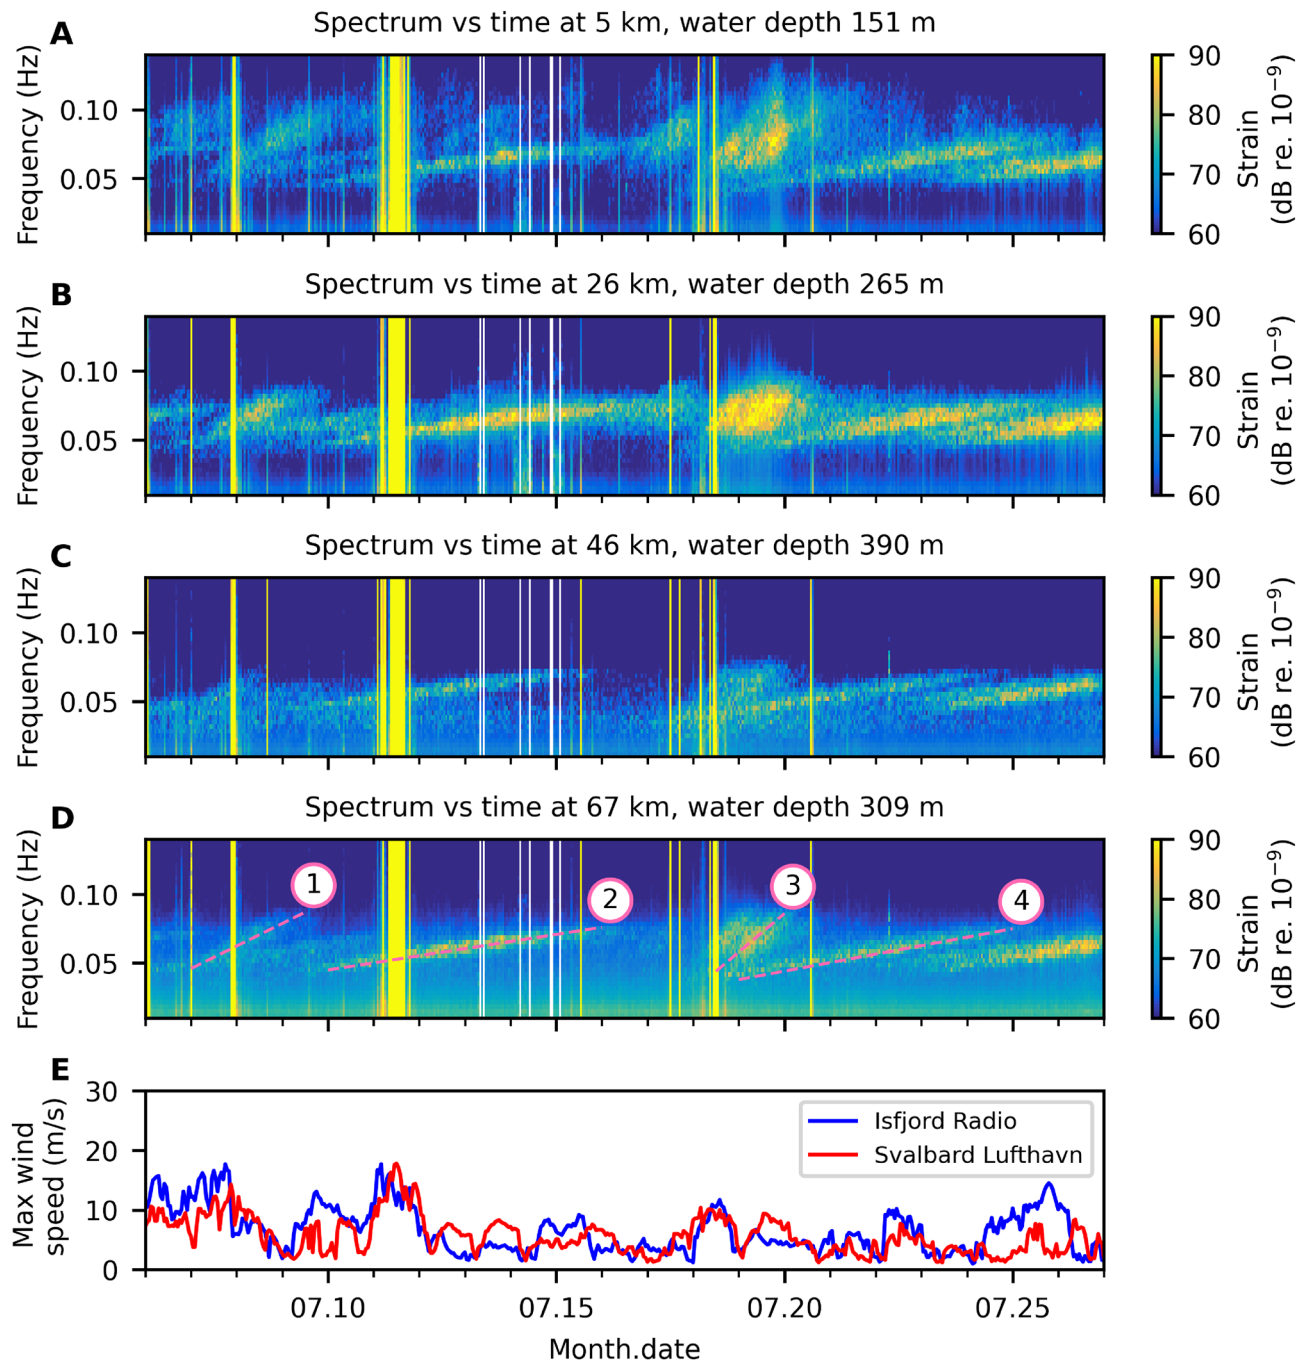 A
Spectrum vs time at 5 km, water depth 151 m
Frequency (Hz)
0.10
0.05
90
80
70
60
Strain
(dB re. 10⁻⁹)
B
Spectrum vs time at 26 km, water depth 265 m
Frequency (Hz)
0.10
0.05
90
80
70
60
Strain
(dB re. 10⁻⁹)
C
Spectrum vs time at 46 km, water depth 390 m
Frequency (Hz)
0.10
0.05
90
80
70
60
Strain
(dB re. 10⁻⁹)
D
Spectrum vs time at 67 km, water depth 309 m
Frequency (Hz)
0.10
0.05
1
2
3
4
90
80
70
60
Strain
(dB re. 10⁻⁹)
E
Max wind
speed (m/s)
30
20
10
0
Isfjord Radio
Svalbard Lufthavn
07.10
07.15
07.20
07.25
Month.date